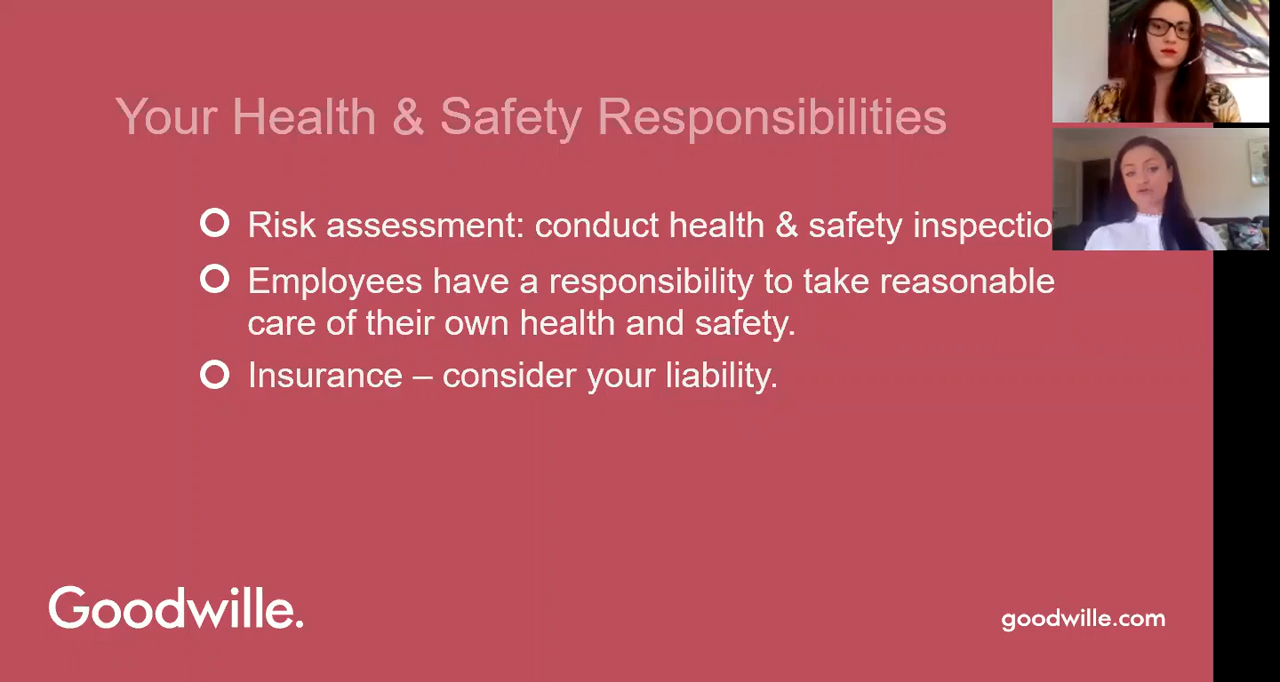 Your Health & Safety Responsibilities
Risk assessment: conduct health & safety inspectio
Employees have a responsibility to take reasonable
care of their own health and safety.
Insurance – consider your liability.
Goodwille.
goodwille.com